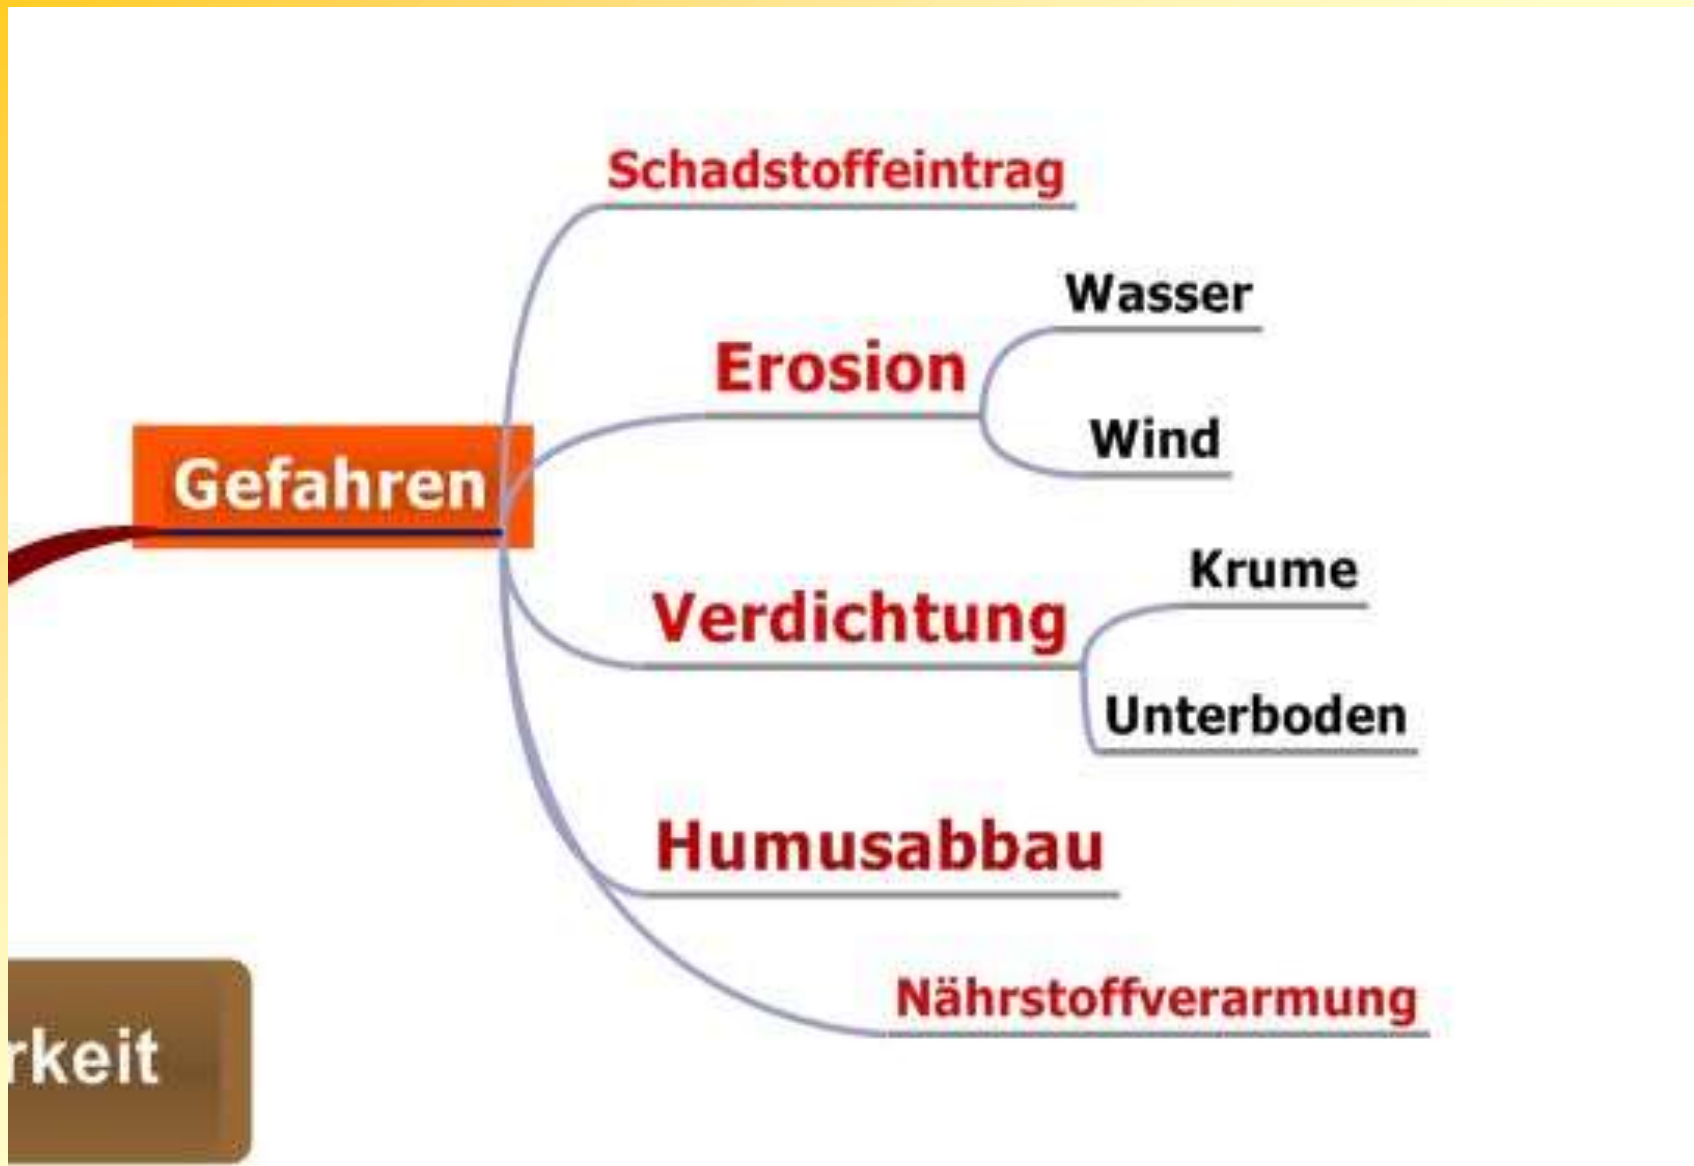 Schadstoffeintrag
Wasser
Erosion
Wind
Gefahren
Krume
Verdichtung
Unterboden
Humusabbau
Nährstoffverarmung
rkeit